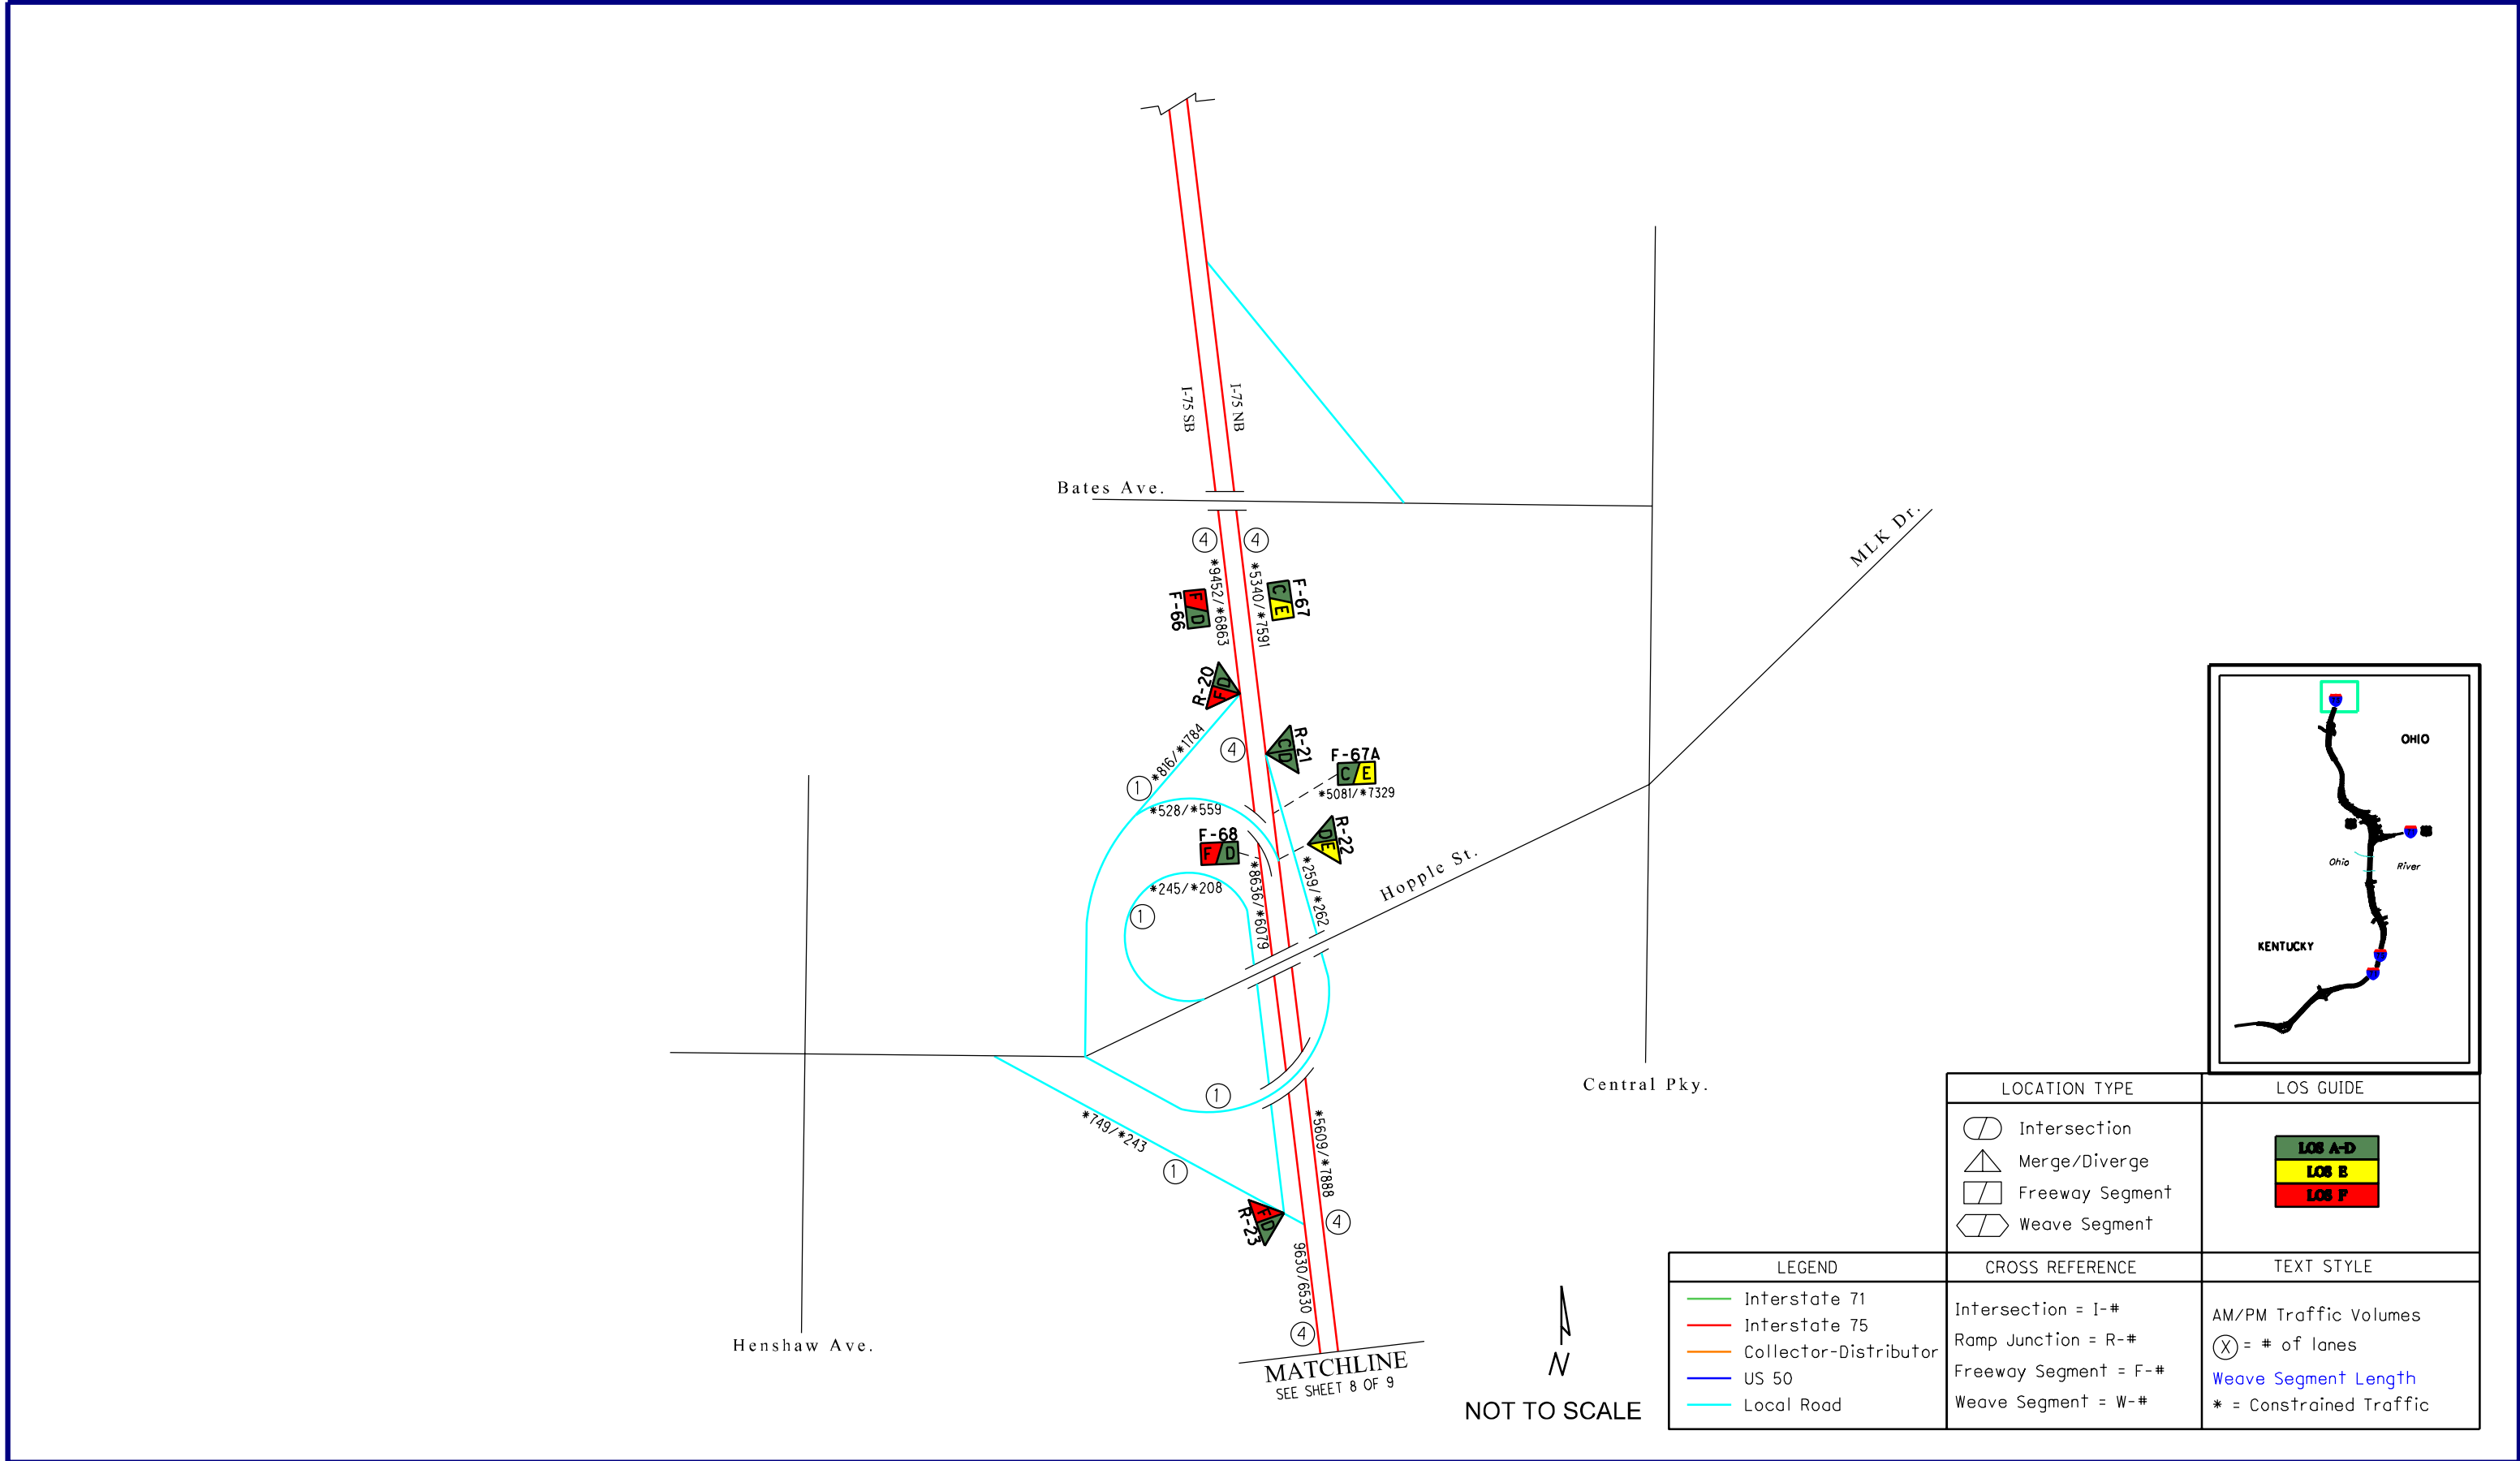 I-75 SB
I-75 NB
Bates Ave.
4
4
*9452/*6863
*5340/*7591
F-66
F D
F-67
C E
MLK Dr.
R-20
F D
R-21
C D
*816/*1784
4
1
F-67A
C E
*5081/*7329
*528/*559
F-68
F D
R-22
D E
*8636/*6079
*259/*262
*245/*208
1
Hopple St.
Central Pky.
1
*749/*243
1
*5609/*7888
R-23
F D
4
9630/6530
4
Henshaw Ave.
MATCHLINE
SEE SHEET 8 OF 9
N
NOT TO SCALE
OHIO
Ohio
River
KENTUCKY
LOCATION TYPE
Intersection
Merge/Diverge
Freeway Segment
Weave Segment
LOS GUIDE
LOS A-D
LOS E
LOS F
LEGEND
Interstate 71
Interstate 75
Collector-Distributor
US 50
Local Road
CROSS REFERENCE
Intersection = I-#
Ramp Junction = R-#
Freeway Segment = F-#
Weave Segment = W-#
TEXT STYLE
AM/PM Traffic Volumes
X = # of lanes
Weave Segment Length
* = Constrained Traffic